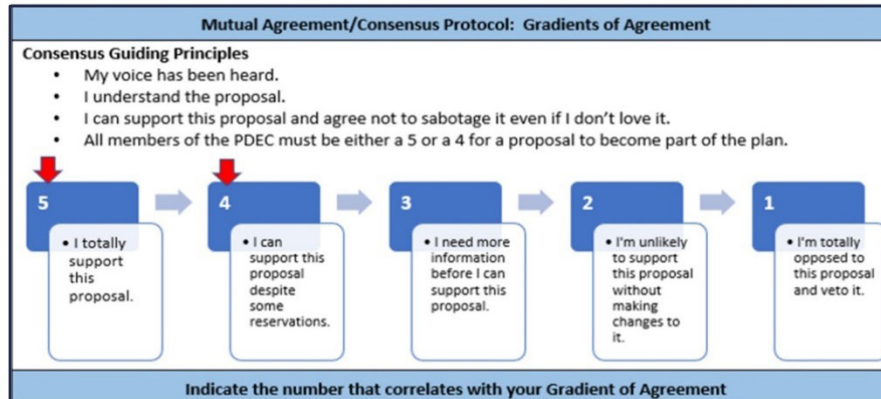 Mutual Agreement/Consensus Protocol: Gradients of Agreement
Consensus Guiding Principles
• My voice has been heard.
• I understand the proposal.
• I can support this proposal and agree not to sabotage it even if I don't love it.
• All members of the PDEC must be either a 5 or a 4 for a proposal to become part of the plan.
5
• I totally
support
this
proposal.
4
• I can
support this
proposal
despite
some
reservations.
3
• I need more
information
before I can
support this
proposal.
2
• I'm unlikely
to support
this proposal
without
making
changes to
it.
1
• I'm totally
opposed to
this proposal
and veto it.
Indicate the number that correlates with your Gradient of Agreement